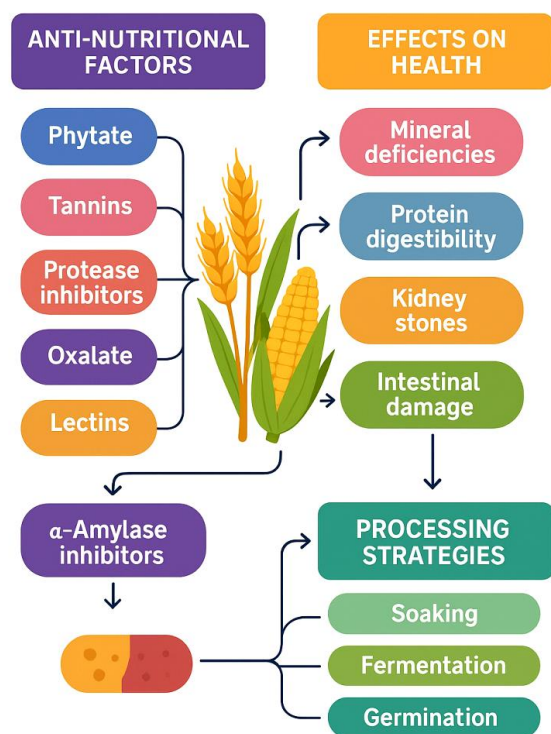 ANTI-NUTRITIONAL
FACTORS
Phytate
Tannins
Protease
inhibitors
Oxalate
Lectins
α-Amylase
inhibitors
EFFECTS ON
HEALTH
Mineral
deficiencies
Protein
digestibility
Kidney
stones
Intestinal
damage
PROCESSING
STRATEGIES
Soaking
Fermentation
Germination